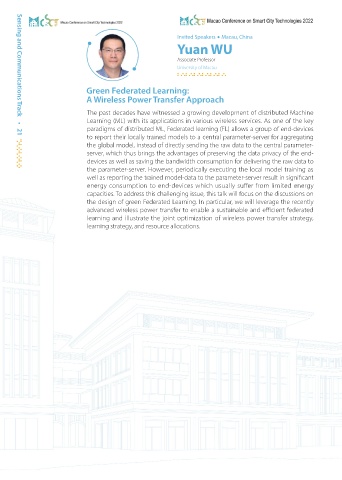 Macao Conference on Smart City Technologies 2022
Macao Conference on Smart City Technologies 2022
Sensing and Communications Track • 23
Invited Speakers • Macau, China
Yuan WU
Associate Professor
University of Macau
Green Federated Learning:
A Wireless Power Transfer Approach
The past decades have witnessed a growing development of distributed Machine
Learning (ML) with its applications in various wireless services. As one of the key
paradigms of distributed ML, Federated learning (FL) allows a group of end-devices
to report their locally trained models to a central parameter-server for aggregating
the global model, instead of directly sending the raw data to the central parameter-
server, which thus brings the advantages of preserving the data privacy of the end-
devices as well as saving the bandwidth consumption for delivering the raw data to
the parameter-server. However, periodically executing the local model training as
well as reporting the trained model-data to the parameter-server result in significant
energy consumption to end-devices which usually suffer from limited energy
capacities. To address this challenging issue, this talk will focus on the discussions on
the design of green Federated Learning. In particular, we will leverage the recently
advanced wireless power transfer to enable a sustainable and efficient federated
learning and illustrate the joint optimization of wireless power transfer strategy,
learning strategy, and resource allocations.